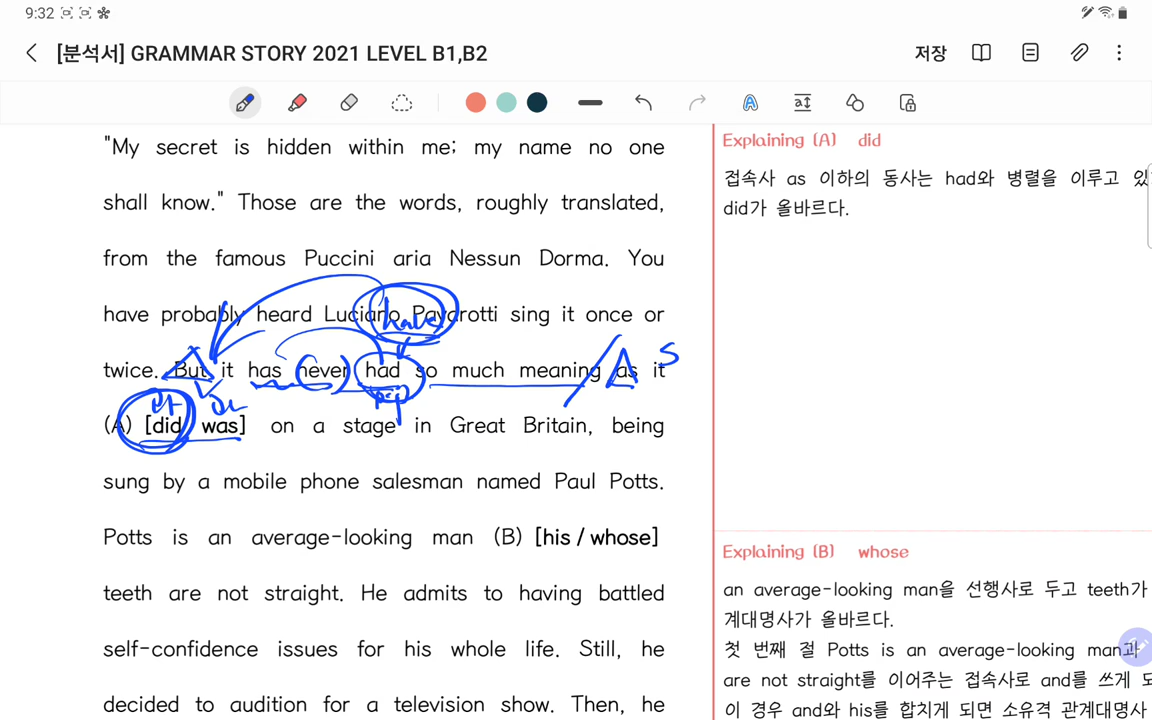 9:32
[분석서] GRAMMAR STORY 2021 LEVEL B1,B2
저장
"My secret is hidden within me; my name no one
shall know." Those are the words, roughly translated,
from the famous Puccini aria Nessun Dorma. You
have probably heard Luciano Pavarotti sing it once or
have
twice. But it has never had so much meaning as it
A S
p.p
(A) [did was] on a stage in Great Britain, being
sung by a mobile phone salesman named Paul Potts.
Potts is an average-looking man (B) [his / whose]
teeth are not straight. He admits to having battled
self-confidence issues for his whole life. Still, he
decided to audition for a television show. Then, he
Explaining (A) did
접속사 as 이하의 동사는 had와 병렬을 이루고 있
did가 올바르다.
Explaining (B) whose
an average-looking man을 선행사로 두고 teeth가
계대명사가 올바르다.
첫 번째 절 Potts is an average-looking man과
are not straight를 이어주는 접속사로 and를 쓰게 되
이 경우 and와 his를 합치게 되면 소유격 관계대명사